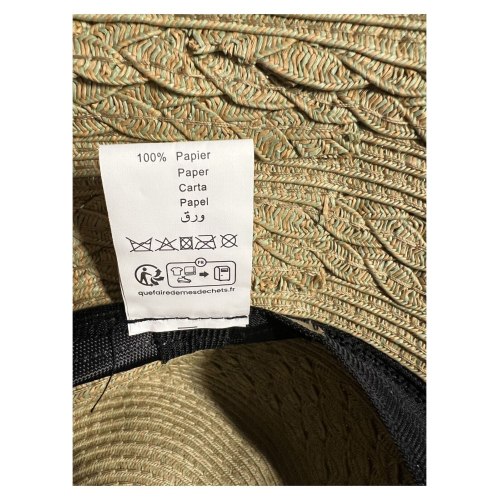 100% Papier
Paper
Carta
Papel
ورق
FR
quefairedemesdechets.fr